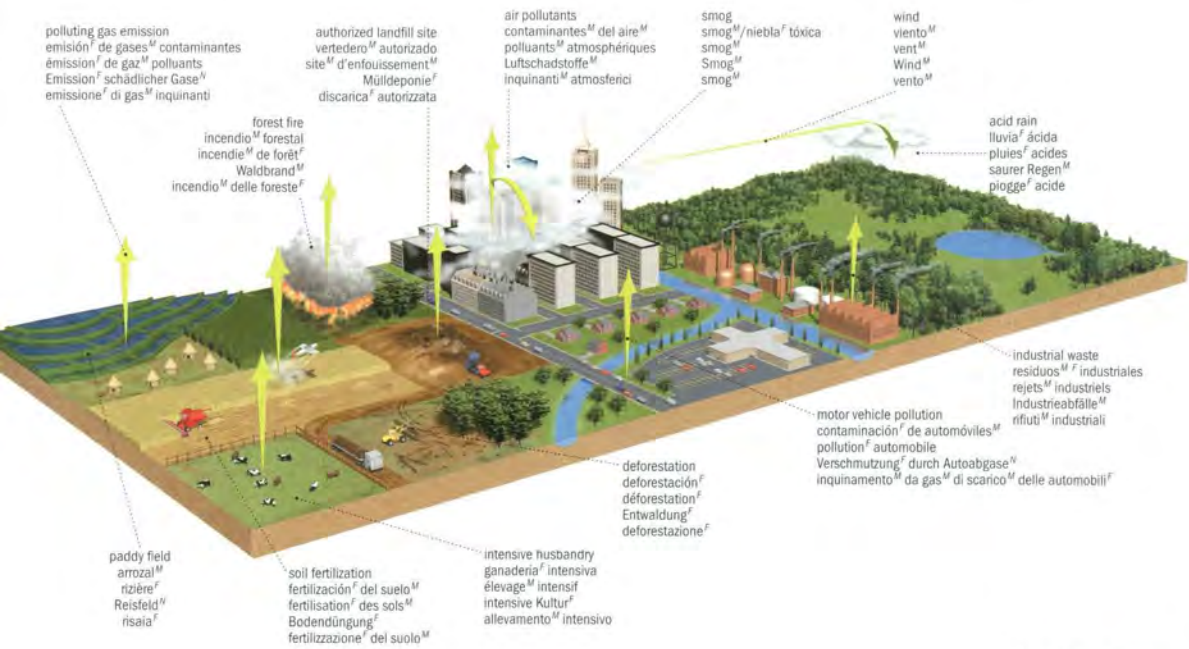 polluting gas emission
emisiónF de gasesM contaminantes
émissionF de gazM polluants
EmissionF schädlicher GaseN
emissioneF di gasM inquinanti
authorized landfill site
vertederoM autorizado
siteM d'enfouissementM
MülldeponieF
discaricaF autorizzata
air pollutants
contaminantesM del aireM
polluantsM atmosphériques
LuftschadstoffeM
inquinantiM atmosferici
smog
smogM/nieblaF tóxica
smogM
SmogM
smogM
wind
vientoM
ventM
WindM
ventoM
forest fire
incendioM forestal
incendieM de forêtF
WaldbrandM
incendioM delle foresteF
acid rain
lluviaF ácida
pluiesF acides
saurer RegenM
pioggeF acide
industrial waste
residuosM F industriales
rejetsM industriels
IndustrieabfälleM
rifiutiM industriali
motor vehicle pollution
contaminaciónF de automóvilesM
pollutionF automobile
VerschmutzungF durch AutoabgaseN
inquinamentoM da gasM di scaricoM delle automobiliF
deforestation
deforestaciónF
déforestationF
EntwaldungF
deforestazioneF
paddy field
arrozalM
rizièreF
ReisfeldN
risaiaF
soil fertilization
fertilizaciónF del sueloM
fertilisationF des solsM
BodendüngungF
fertilizzazioneF del suoloM
intensive husbandry
ganaderíaF intensiva
élevageM intensif
intensive KulturF
allevamentoM intensivo